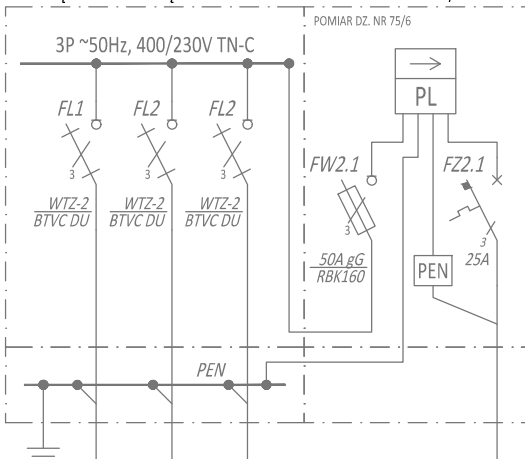 POMIAR DZ. NR 75/6
3P ~50Hz, 400/230V TN-C
PL
FL1 FL2 FL2
FW2.1 FZ2.1
3 3 3
WTZ-2 WTZ-2 WTZ-2
BTVC DU BTVC DU BTVC DU
3 3
50A gG 25A
RBK160
PEN
PEN